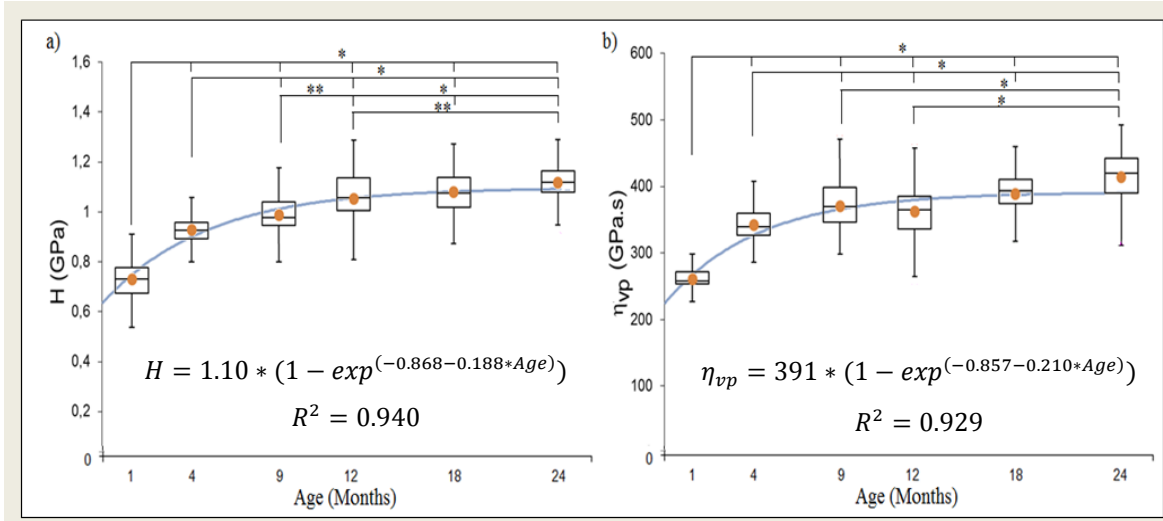 a)
1,6
1,4
1,2
1
0,8
0,6
0,4
0,2
0
H (GPa)
*
*
**
*
**
H = 1.10 * (1 − exp^(−0.868−0.188*Age))
R² = 0.940
1 4 9 12 18 24
Age (Months)
b)
600
500
400
300
200
100
0
η_vp (GPa.s)
*
*
*
*
η_vp = 391 * (1 − exp^(−0.857−0.210*Age))
R² = 0.929
1 4 9 12 18 24
Age (Months)